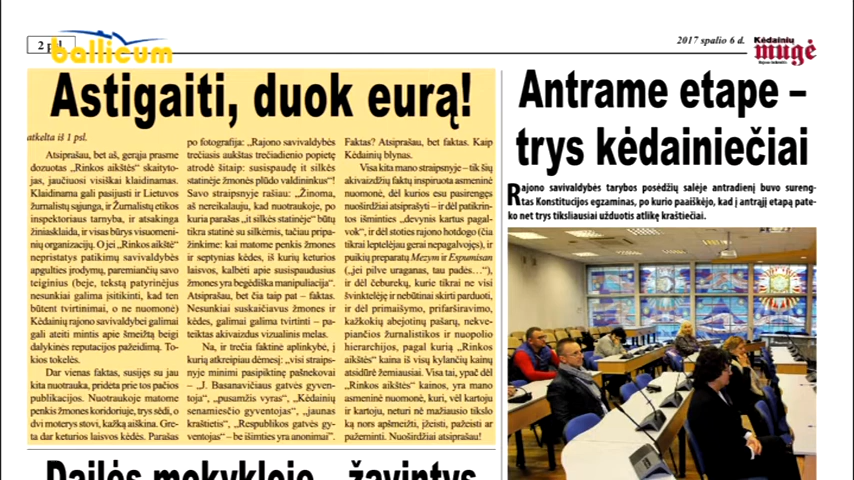 2 psl.
balticum
2017 spalio 6 d.
Kėdainių
mugė
Astigaiti, duok eurą!
atkelta iš 1 psl.
Atsiprašau, bet aš, gerąja prasme
dozuotas „Rinkos aikštės“ skaityto-
jas, jaučiuosi visiškai klaidinamas.
Klaidinama gali pasijusti ir Lietuvos
žurnalistų sąjunga, ir Žurnalistų etikos
inspektoriaus tarnyba, ir atsakinga
žiniasklaida, ir visas būrys visuomeni-
nių organizacijų. O jei „Rinkos aikštė“
nepristatys patikimų savivaldybės
apgulties įrodymų, paremiančių savo
teiginius (beje, tekstą patyrinėjus
nesunkiai galima įsitikinti, kad ten
būtent tvirtinimai, o ne nuomonė)
Kėdainių rajono savivaldybei galimai
gali ateiti mintis apie šmeižtą beigi
dalykinės reputacijos pažeidimą. To-
kios tokelės.
Dar vienas faktas, susijęs su jau
kita nuotrauka, pridėta prie tos pačios
publikacijos. Nuotraukoje matome
penkis žmones koridoriuje, trys sėdi, o
dvi moterys stovi, kažką aiškina. Gre-
ta dar keturios laisvos kėdės. Parašas
po fotografija: „Rajono savivaldybės
trečiasis aukštas trečiadienio popietę
atrodė šitaip: susispaudę it silkės
statinėje žmonės plūdo valdininkus“!
Savo straipsnyje rašiau: „Žinoma,
aš nereikalauju, kad nuotraukoje, po
kuria parašas „it silkės statinėje“ būtų
tikra statinė su silkėmis, tačiau pripa-
žinkime: kai matome penkis žmones
ir septynias kėdes, iš kurių keturios
laisvos, kalbėti apie susispaudusius
žmones yra begėdiška manipuliacija“.
Atsiprašau, bet čia taip pat – faktas.
Nesunkiai suskaičiavus žmones ir
kėdes, galimai galima tvirtinti – pa-
teiktas akivaizdus vizualinis melas.
Na, ir trečia faktinė aplinkybė, į
kurią atkreipiau dėmesį: „visi straips-
nyje minimi pasipiktinę pašnekovai
– „J. Basanavičiaus gatvės gyven-
toja“, „pusamžis vyras“, „Kėdainių
senamiesčio gyventojas“, „jaunas
kraštietis“, „Respublikos gatvės gy-
ventojas“ – be išimties yra anonimai“.
Faktas? Atsiprašau, bet faktas. Kaip
Kėdainių blynas.
Visa kita mano straipsnyje – tik šių
akivaizdžių faktų inspiruota asmeninė
nuomonė, dėl kurios esu pasirengęs
nuoširdžiai atsiprašyti – ir dėl patikrin-
tos išminties „devynis kartus pagal-
vok“, ir dėl stoties rajono hotdogo (čia
tikrai leptelėjau gerai nepagalvojęs), ir
puikių preparatų Mezym ir Espumisan
(„jei pilve uraganas, tau padės…“),
ir dėl čeburekų, kurie tikrai ne visi
švinktelėję ir nebūtinai skirti parduoti,
ir dėl primaišymo, prifarširavimo,
kažkokių abejotinų pašarų, nekve-
piančios žurnalistikos ir nuopolio
hierarchijos, pagal kurią „Rinkos
aikštės“ kaina iš visų kylančių kainų
atsidūrė žemiausiai. Visa tai, ypač dėl
„Rinkos aikštės“ kainos, yra mano
asmeninė nuomonė, kuri, vėl kartoju
ir kartoju, neturi nė mažiausio tikslo
ką nors apšmeižti, įžeisti, pažeisti ar
pažeminti. Nuoširdžiai atsiprašau!
Antrame etape –
trys kėdainiečiai
Rajono savivaldybės tarybos posėdžių salėje antradienį buvo sureng-
tas Konstitucijos egzaminas, po kurio paaiškėjo, kad į antrąjį etapą pate-
ko net trys tiksliausiai užduotis atlikę kraštiečiai.
Dailės mokykloje – žavintys